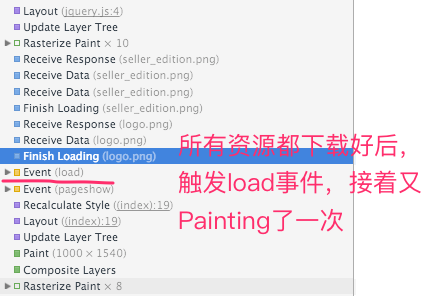 Layout (jquery.js:4)
Update Layer Tree
Rasterize Paint × 10
Receive Response (seller_edition.png)
Receive Data (seller_edition.png)
Receive Data (seller_edition.png)
Finish Loading (seller_edition.png)
Receive Response (logo.png)
Receive Data (logo.png)
Finish Loading (logo.png)
Event (load)
Event (pageshow)
Recalculate Style ((index):19)
Layout ((index):19)
Update Layer Tree
Paint (1000 × 1540)
Composite Layers
Rasterize Paint × 8
所有资源都下载好后，
触发load事件，接着又
Painting了一次